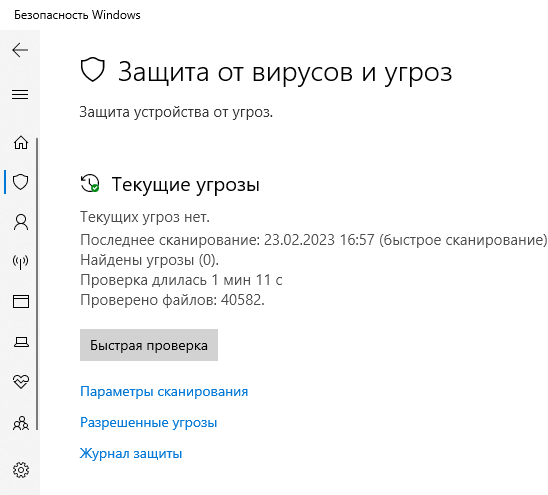 Безопасность Windows
Защита от вирусов и угроз
Защита устройства от угроз.
Текущие угрозы
Текущих угроз нет.
Последнее сканирование: 23.02.2023 16:57 (быстрое сканирование)
Найдены угрозы (0).
Проверка длилась 1 мин 11 с
Проверено файлов: 40582.
Быстрая проверка
Параметры сканирования
Разрешенные угрозы
Журнал защиты